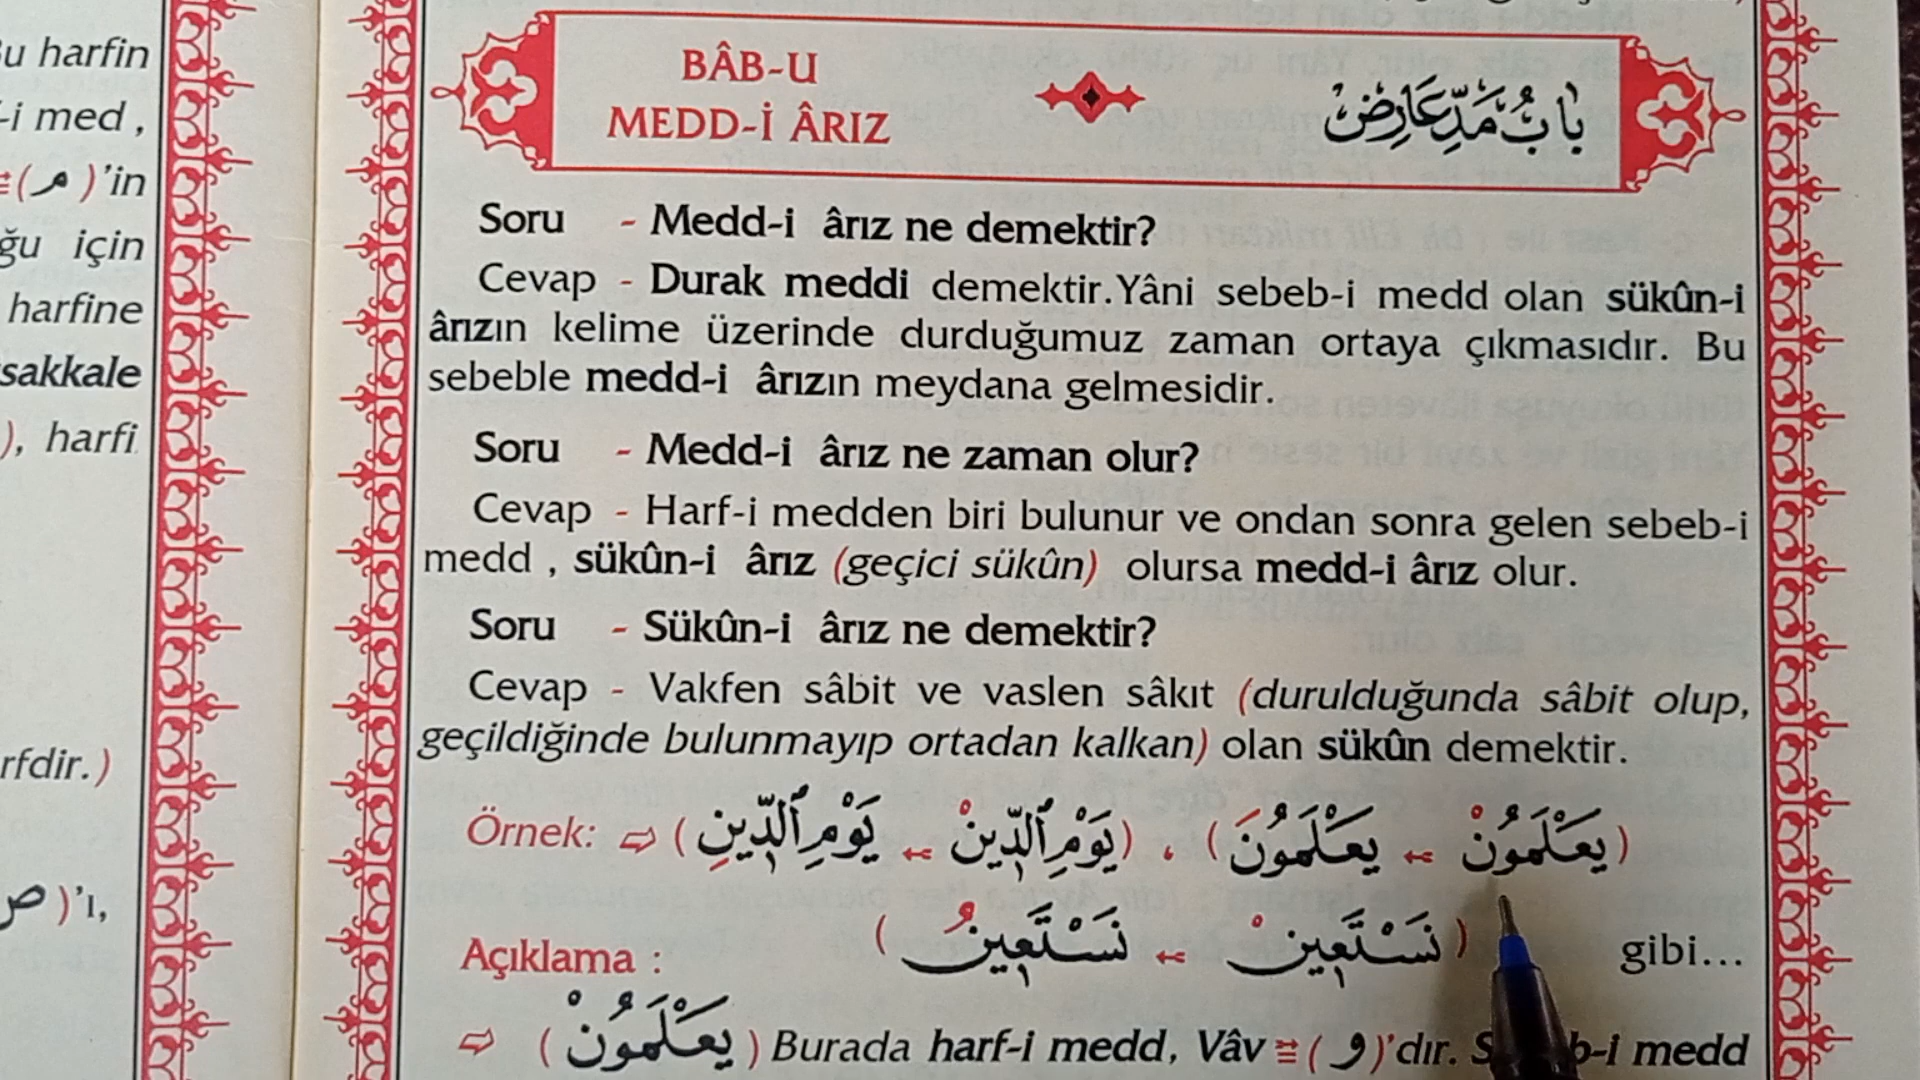 u harfin
-i med ,
( م )'in
ğu için
harfine
sakkale
), harfi
rfdir.)
ص )'ı,
BÂB-U
MEDD-İ ÂRIZ
بَابُ مَدِّ عَارِضْ
Soru - Medd-i ârız ne demektir?
Cevap - Durak meddi demektir.Yâni sebeb-i medd olan sükûn-i
ârızın kelime üzerinde durduğumuz zaman ortaya çıkmasıdır. Bu
sebeble medd-i ârızın meydana gelmesidir.
Soru - Medd-i ârız ne zaman olur?
Cevap - Harf-i medden biri bulunur ve ondan sonra gelen sebeb-i
medd , sükûn-i ârız (geçici sükûn) olursa medd-i ârız olur.
Soru - Sükûn-i ârız ne demektir?
Cevap - Vakfen sâbit ve vaslen sâkıt (durulduğunda sâbit olup,
geçildiğinde bulunmayıp ortadan kalkan) olan sükûn demektir.
Örnek: ⇨ (يَعْلَمُونْ ← يَعْلَمُونَ) ، (يَوْمِ ٱلدِّينْ ← يَوْمِ ٱلدِّينِ)
(نَسْتَعِينْ ← نَسْتَعِينُ) gibi...
Açıklama :
⇨ (يَعْلَمُونْ) Burada harf-i medd, Vâv ( و )'dır. b-i medd